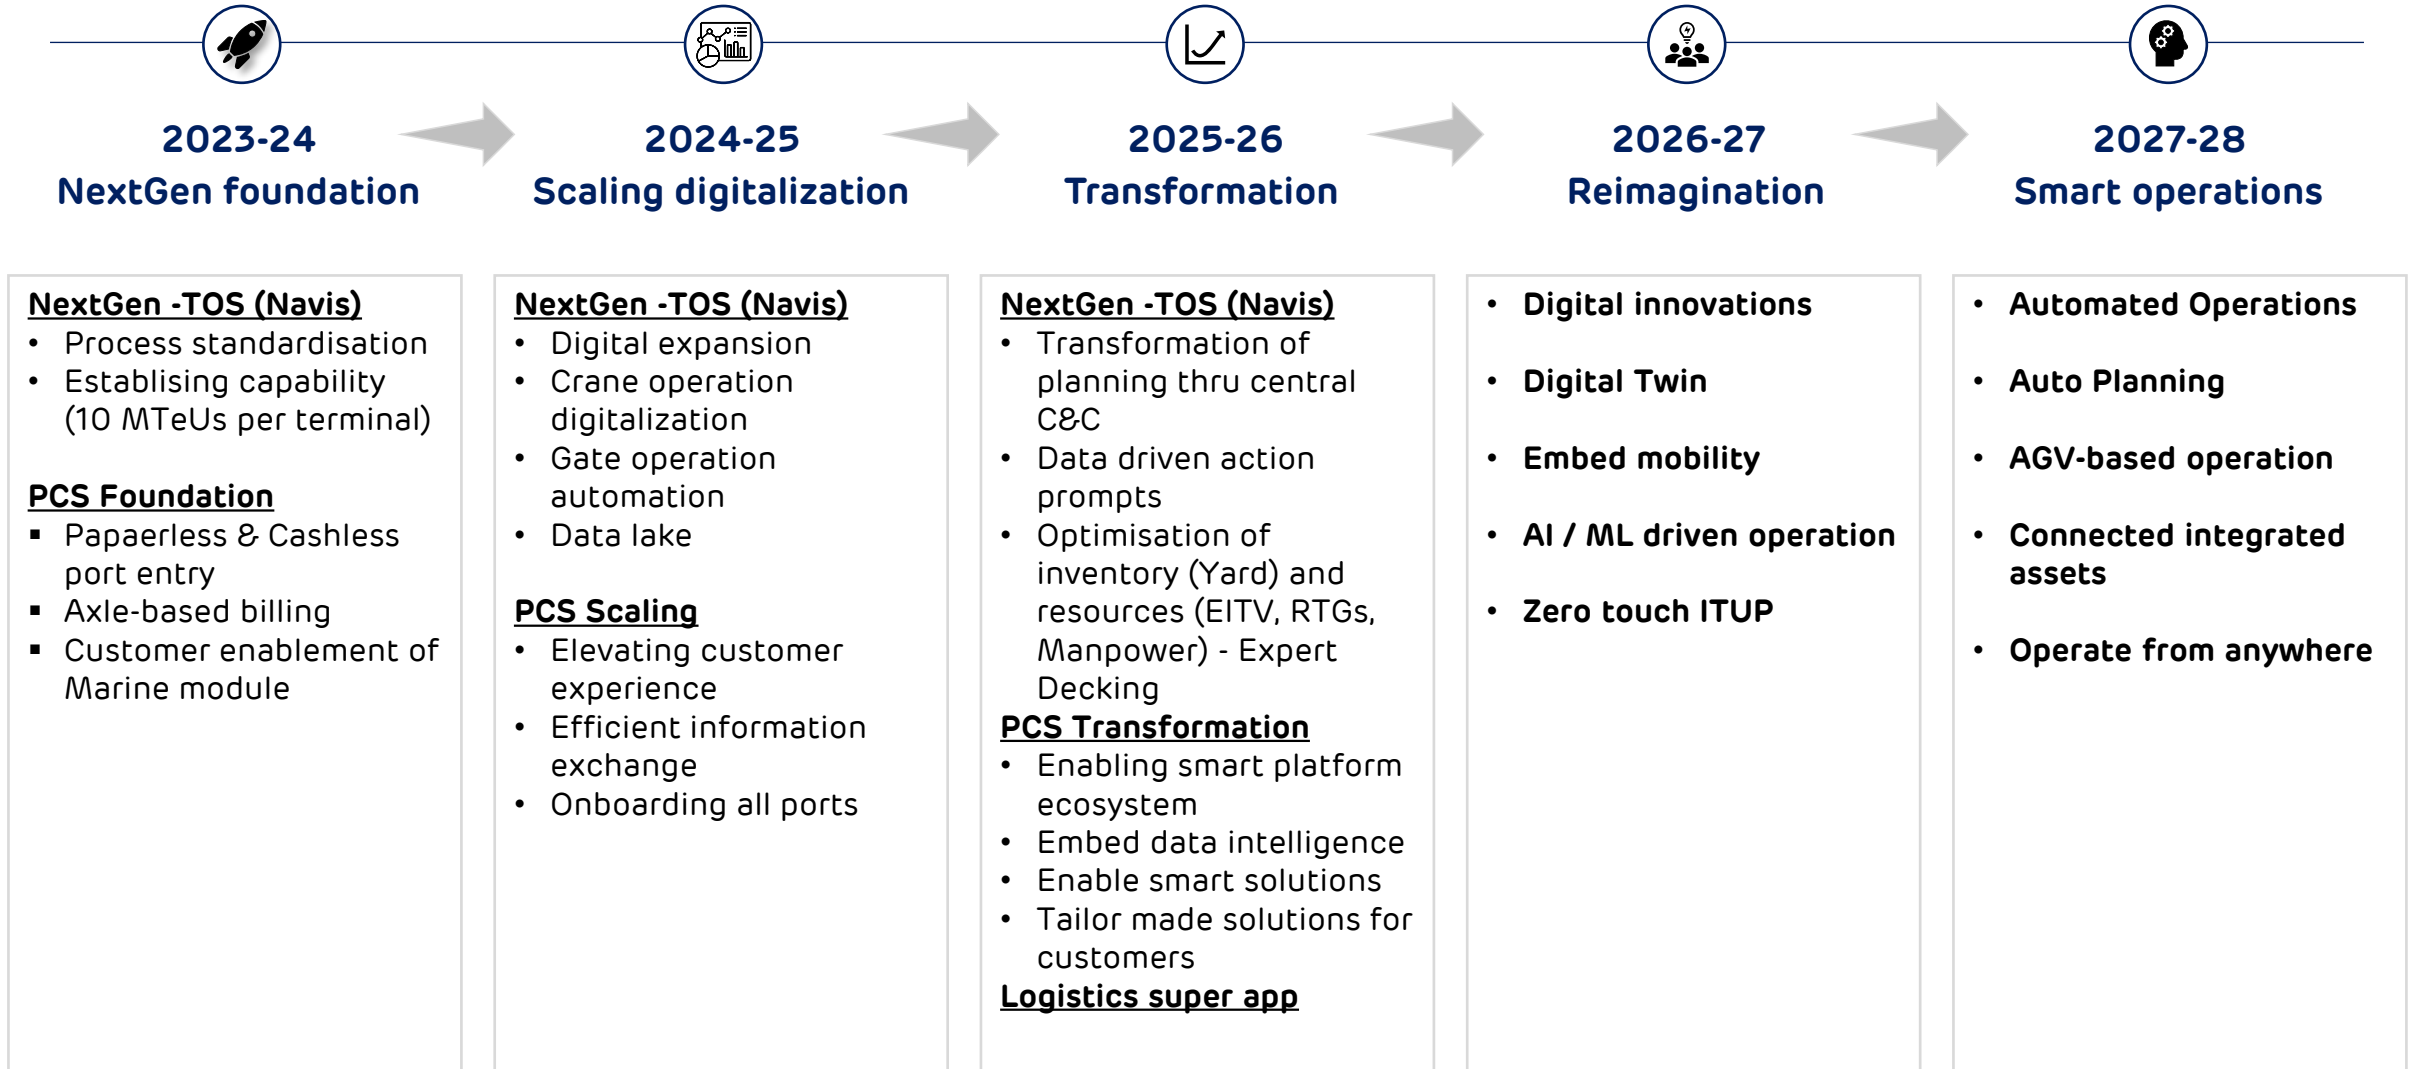 2023-24
NextGen foundation
2024-25
Scaling digitalization
2025-26
Transformation
2026-27
Reimagination
2027-28
Smart operations
NextGen -TOS (Navis)
• Process standardisation
• Establising capability
(10 MTeUs per terminal)
PCS Foundation
▪ Papaerless & Cashless
port entry
▪ Axle-based billing
▪ Customer enablement of
Marine module
NextGen -TOS (Navis)
• Digital expansion
• Crane operation
digitalization
• Gate operation
automation
• Data lake
PCS Scaling
• Elevating customer
experience
• Efficient information
exchange
• Onboarding all ports
NextGen -TOS (Navis)
• Transformation of
planning thru central
C&C
• Data driven action
prompts
• Optimisation of
inventory (Yard) and
resources (EITV, RTGs,
Manpower) - Expert
Decking
PCS Transformation
• Enabling smart platform
ecosystem
• Embed data intelligence
• Enable smart solutions
• Tailor made solutions for
customers
Logistics super app
• Digital innovations
• Digital Twin
• Embed mobility
• AI / ML driven operation
• Zero touch ITUP
• Automated Operations
• Auto Planning
• AGV-based operation
• Connected integrated
assets
• Operate from anywhere